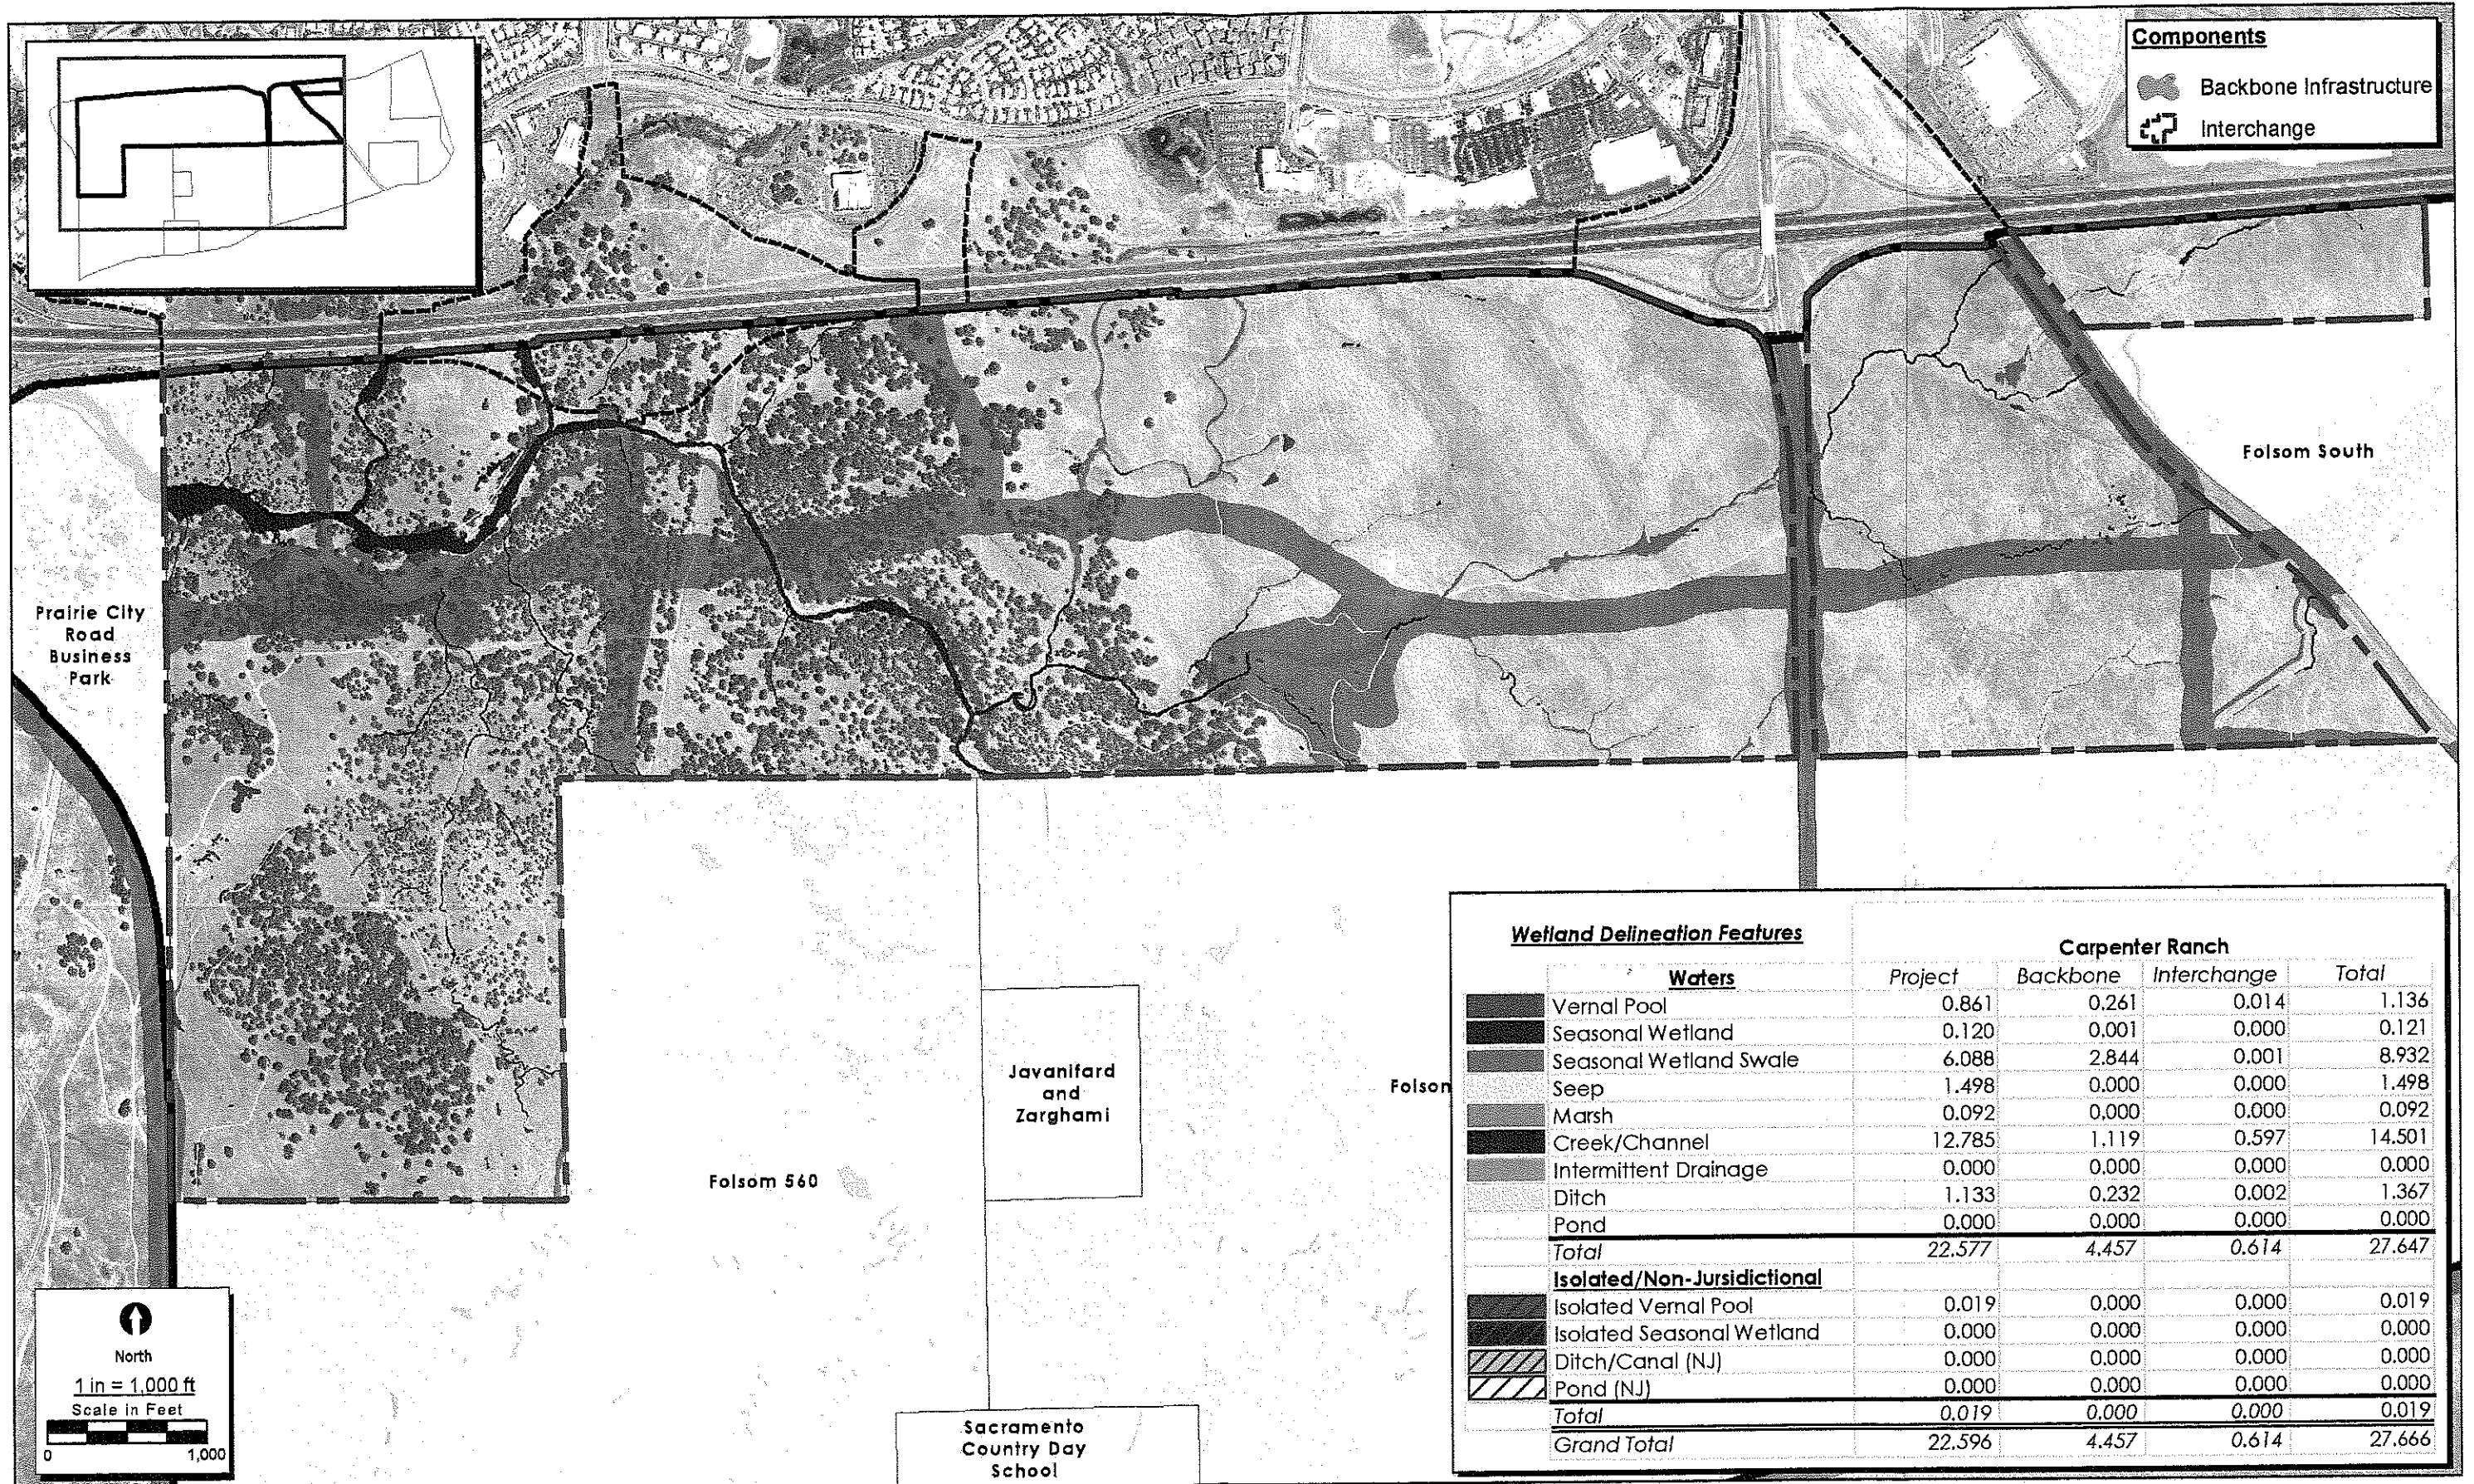 Components
Backbone Infrastructure
Interchange
Folsom South
Prairie City
Road
Business
Park
Javanifard
and
Zarghami
Folsom 560
Folson
Sacramento
Country Day
School
North
1 in = 1,000 ft
Scale in Feet
0 1,000
Wetland Delineation Features
Carpenter Ranch
Waters Project Backbone Interchange Total
Vernal Pool 0.861 0.261 0.014 1.136
Seasonal Wetland 0.120 0.001 0.000 0.121
Seasonal Wetland Swale 6.088 2.844 0.001 8.932
Seep 1.498 0.000 0.000 1.498
Marsh 0.092 0.000 0.000 0.092
Creek/Channel 12.785 1.119 0.597 14.501
Intermittent Drainage 0.000 0.000 0.000 0.000
Ditch 1.133 0.232 0.002 1.367
Pond 0.000 0.000 0.000 0.000
Total 22.577 4.457 0.614 27.647
Isolated/Non-Jursidictional
Isolated Vernal Pool 0.019 0.000 0.000 0.019
Isolated Seasonal Wetland 0.000 0.000 0.000 0.000
Ditch/Canal (NJ) 0.000 0.000 0.000 0.000
Pond (NJ) 0.000 0.000 0.000 0.000
Total 0.019 0.000 0.000 0.019
Grand Total 22.596 4.457 0.614 27.666